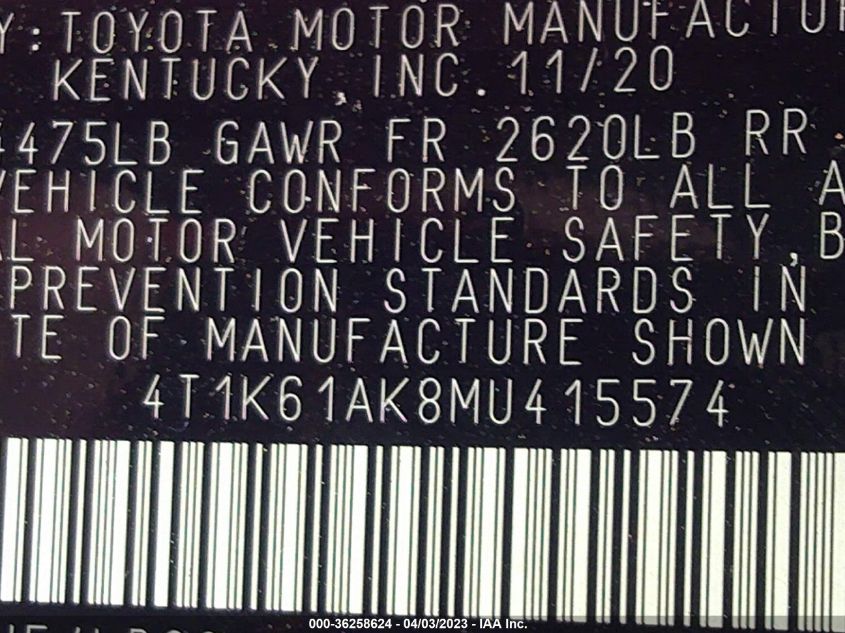 Y: TOYOTA MOTOR MANUFACTUR
KENTUCKY, INC. 11/20
4475LB GAWR FR 2620LB RR
VEHICLE CONFORMS TO ALL A
AL MOTOR VEHICLE SAFETY, B
PREVENTION STANDARDS IN
TE OF MANUFACTURE SHOWN
4T1K61AK8MU415574
000-36258624 - 04/03/2023 - IAA Inc.